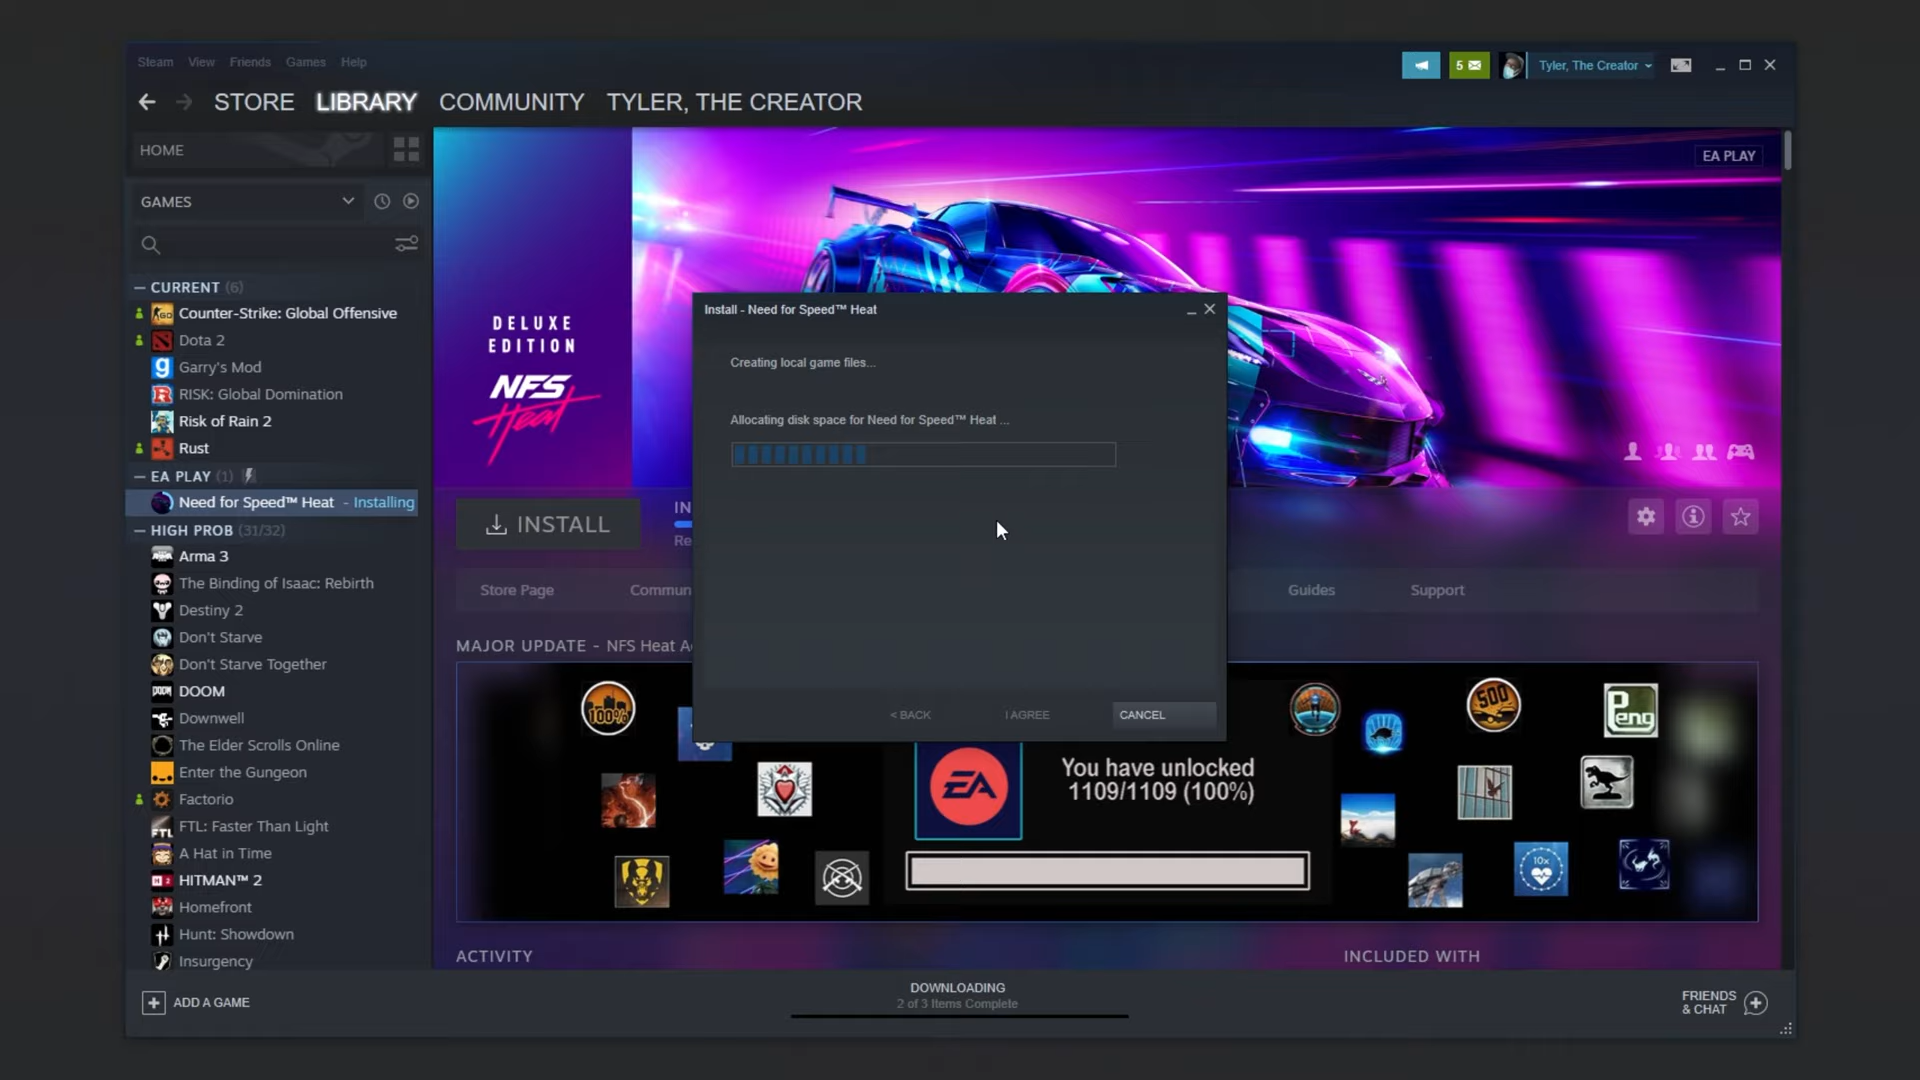 Steam View Friends Games Help
5
Tyler, The Creator
STORE LIBRARY COMMUNITY TYLER, THE CREATOR
HOME
GAMES
CURRENT (6)
Counter-Strike: Global Offensive
Dota 2
Garry's Mod
RISK: Global Domination
Risk of Rain 2
Rust
EA PLAY (1)
Need for Speed™ Heat - Installing
HIGH PROB (31/32)
Arma 3
The Binding of Isaac: Rebirth
Destiny 2
Don't Starve
Don't Starve Together
DOOM
Downwell
The Elder Scrolls Online
Enter the Gungeon
Factorio
FTL: Faster Than Light
A Hat in Time
HITMAN™ 2
Homefront
Hunt: Showdown
Insurgency
EA PLAY
DELUXE
EDITION
NFS
Heat
Install - Need for Speed™ Heat
Creating local game files...
Allocating disk space for Need for Speed™ Heat ...
< BACK
I AGREE
CANCEL
INSTALL
IN
Re
Store Page
Commun
Guides
Support
MAJOR UPDATE - NFS Heat A
100%
EA
You have unlocked
1109/1109 (100%)
500
Peng
10x
ACTIVITY
INCLUDED WITH
ADD A GAME
DOWNLOADING
2 of 3 Items Complete
FRIENDS
& CHAT